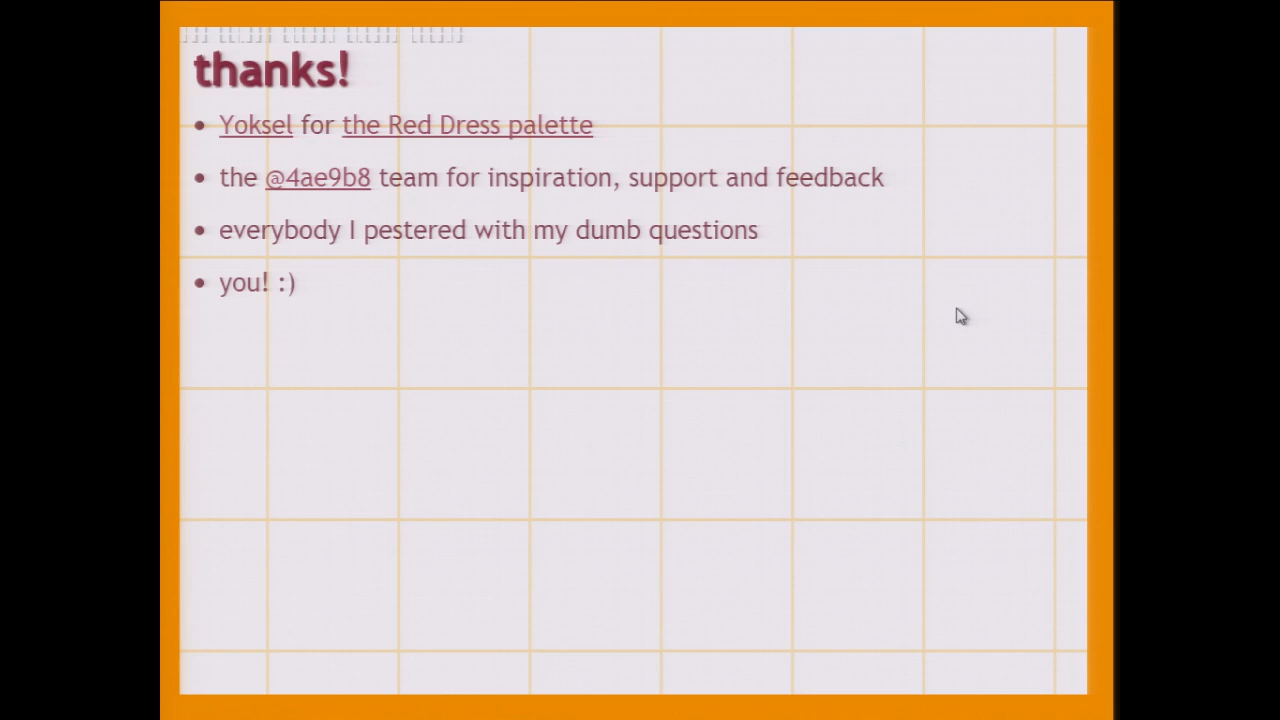 thanks!
• Yoksel for the Red Dress palette
• the @4ae9b8 team for inspiration, support and feedback
• everybody I pestered with my dumb questions
• you! :)